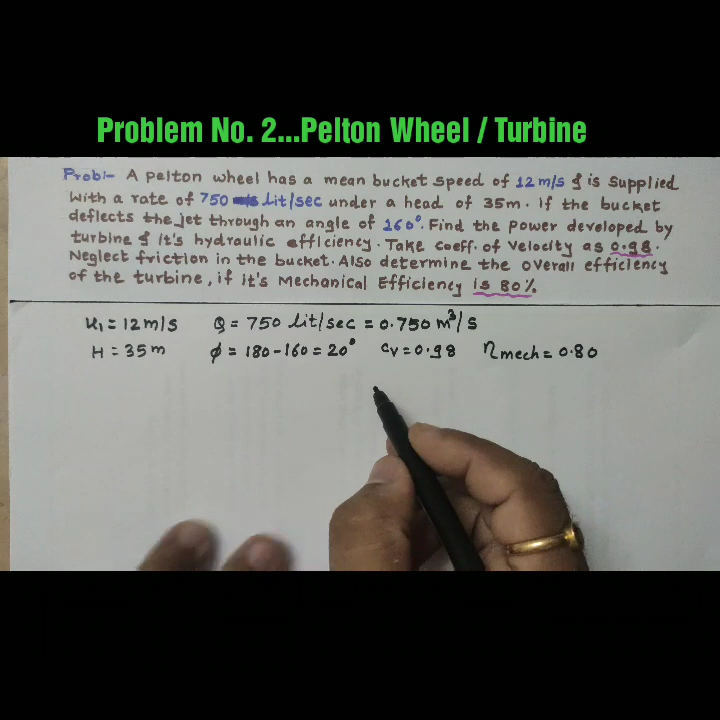 Problem No. 2...Pelton Wheel / Turbine
Prob:- A pelton wheel has a mean bucket speed of 12 m/s & is supplied
with a rate of 750 Lit/sec under a head of 35m. If the bucket
deflects the jet through an angle of 160°. Find the power developed by
turbine & it's hydraulic efficiency. Take coeff. of velocity as 0.98.
Neglect friction in the bucket. Also determine the overall efficiency
of the turbine, if it's Mechanical Efficiency is 80%.
u₁ = 12 m/s Q = 750 lit/sec = 0.750 m³/s
H = 35 m ϕ = 180 - 160 = 20° Cv = 0.98 ηmech = 0.80